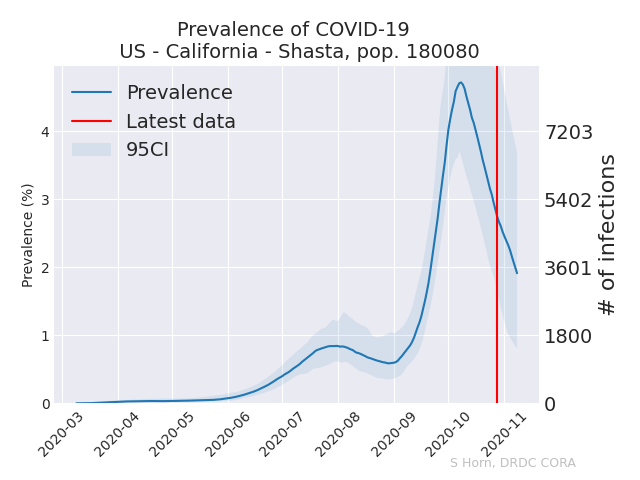 Prevalence of COVID-19
US - California - Shasta, pop. 180080
Prevalence
Latest data
95CI
Prevalence (%)
4
3
2
1
0
7203
5402
3601
1800
0
# of infections
2020-03
2020-04
2020-05
2020-06
2020-07
2020-08
2020-09
2020-10
2020-11
S Horn, DRDC CORA